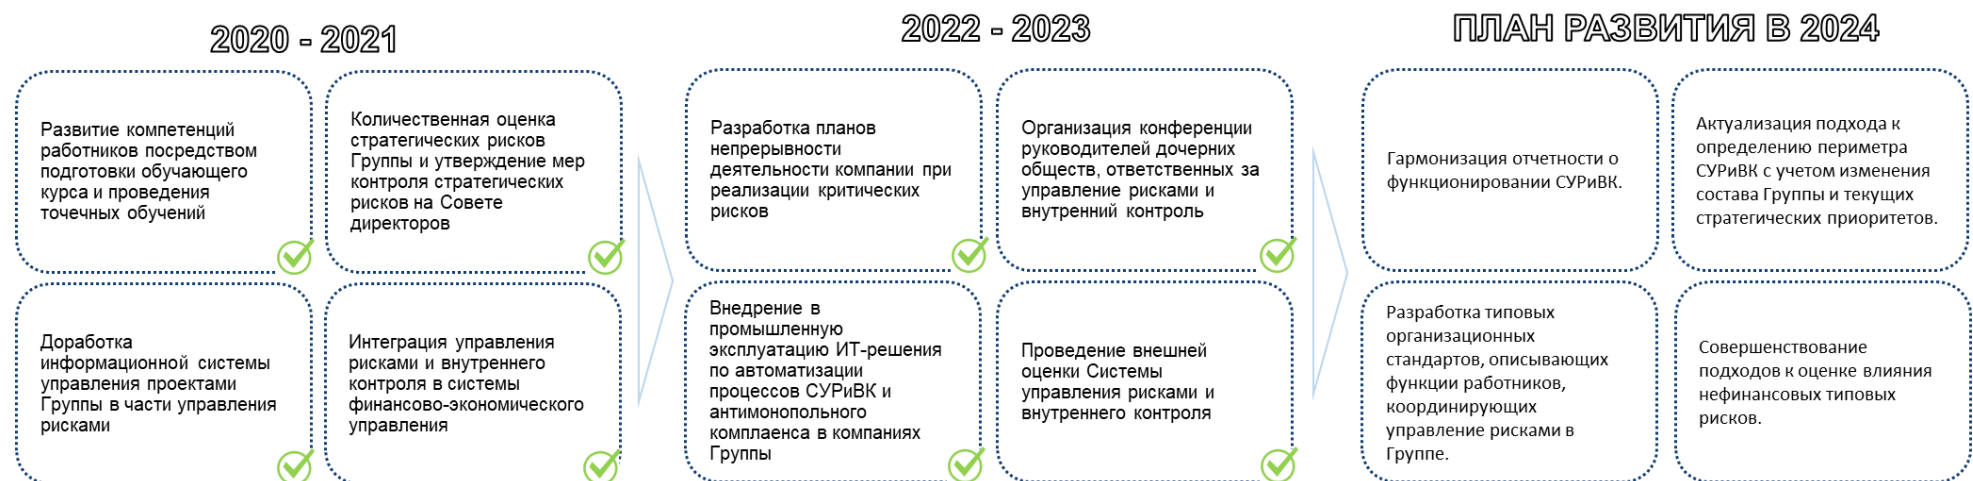 2020 - 2021
Развитие компетенций
работников посредством
подготовки обучающего
курса и проведения
точечных обучений
Количественная оценка
стратегических рисков
Группы и утверждение мер
контроля стратегических
рисков на Совете
директоров
Доработка
информационной системы
управления проектами
Группы в части управления
рисками
Интеграция управления
рисками и внутреннего
контроля в системы
финансово-экономического
управления
2022 - 2023
Разработка планов
непрерывности
деятельности компании при
реализации критических
рисков
Организация конференции
руководителей дочерних
обществ, ответственных за
управление рисками и
внутренний контроль
Внедрение в
промышленную
эксплуатацию ИТ-решения
по автоматизации
процессов СУРиВК и
антимонопольного
комплаенса в компаниях
Группы
Проведение внешней
оценки Системы
управления рисками и
внутреннего контроля
ПЛАН РАЗВИТИЯ В 2024
Гармонизация отчетности о
функционировании СУРиВК.
Актуализация подхода к
определению периметра
СУРиВК с учетом изменения
состава Группы и текущих
стратегических приоритетов.
Разработка типовых
организационных
стандартов, описывающих
функции работников,
координирующих
управление рисками в
Группе.
Совершенствование
подходов к оценке влияния
нефинансовых типовых
рисков.